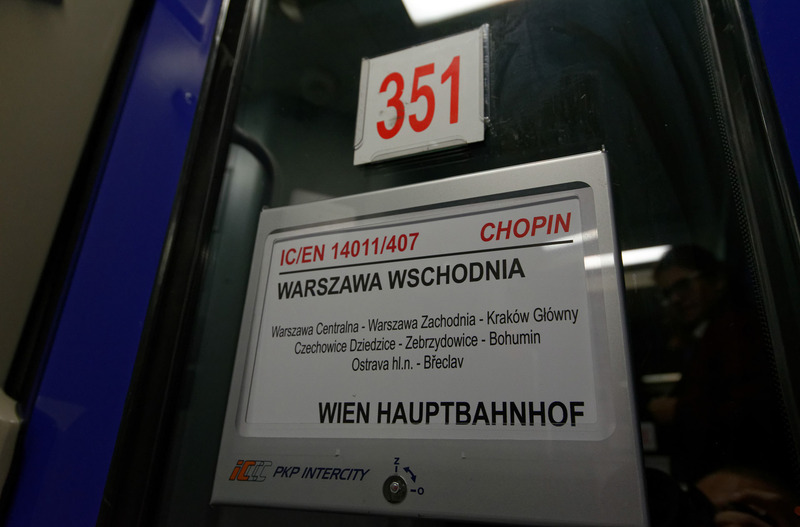 351
IC/EN 14011/407 CHOPIN
WARSZAWA WSCHODNIA
Warszawa Centralna - Warszawa Zachodnia - Kraków Główny
Czechowice Dziedzice - Zebrzydowice - Bohumin
Ostrava hl.n. - Břeclav
WIEN HAUPTBAHNHOF
IC PKP INTERCITY
Z
O